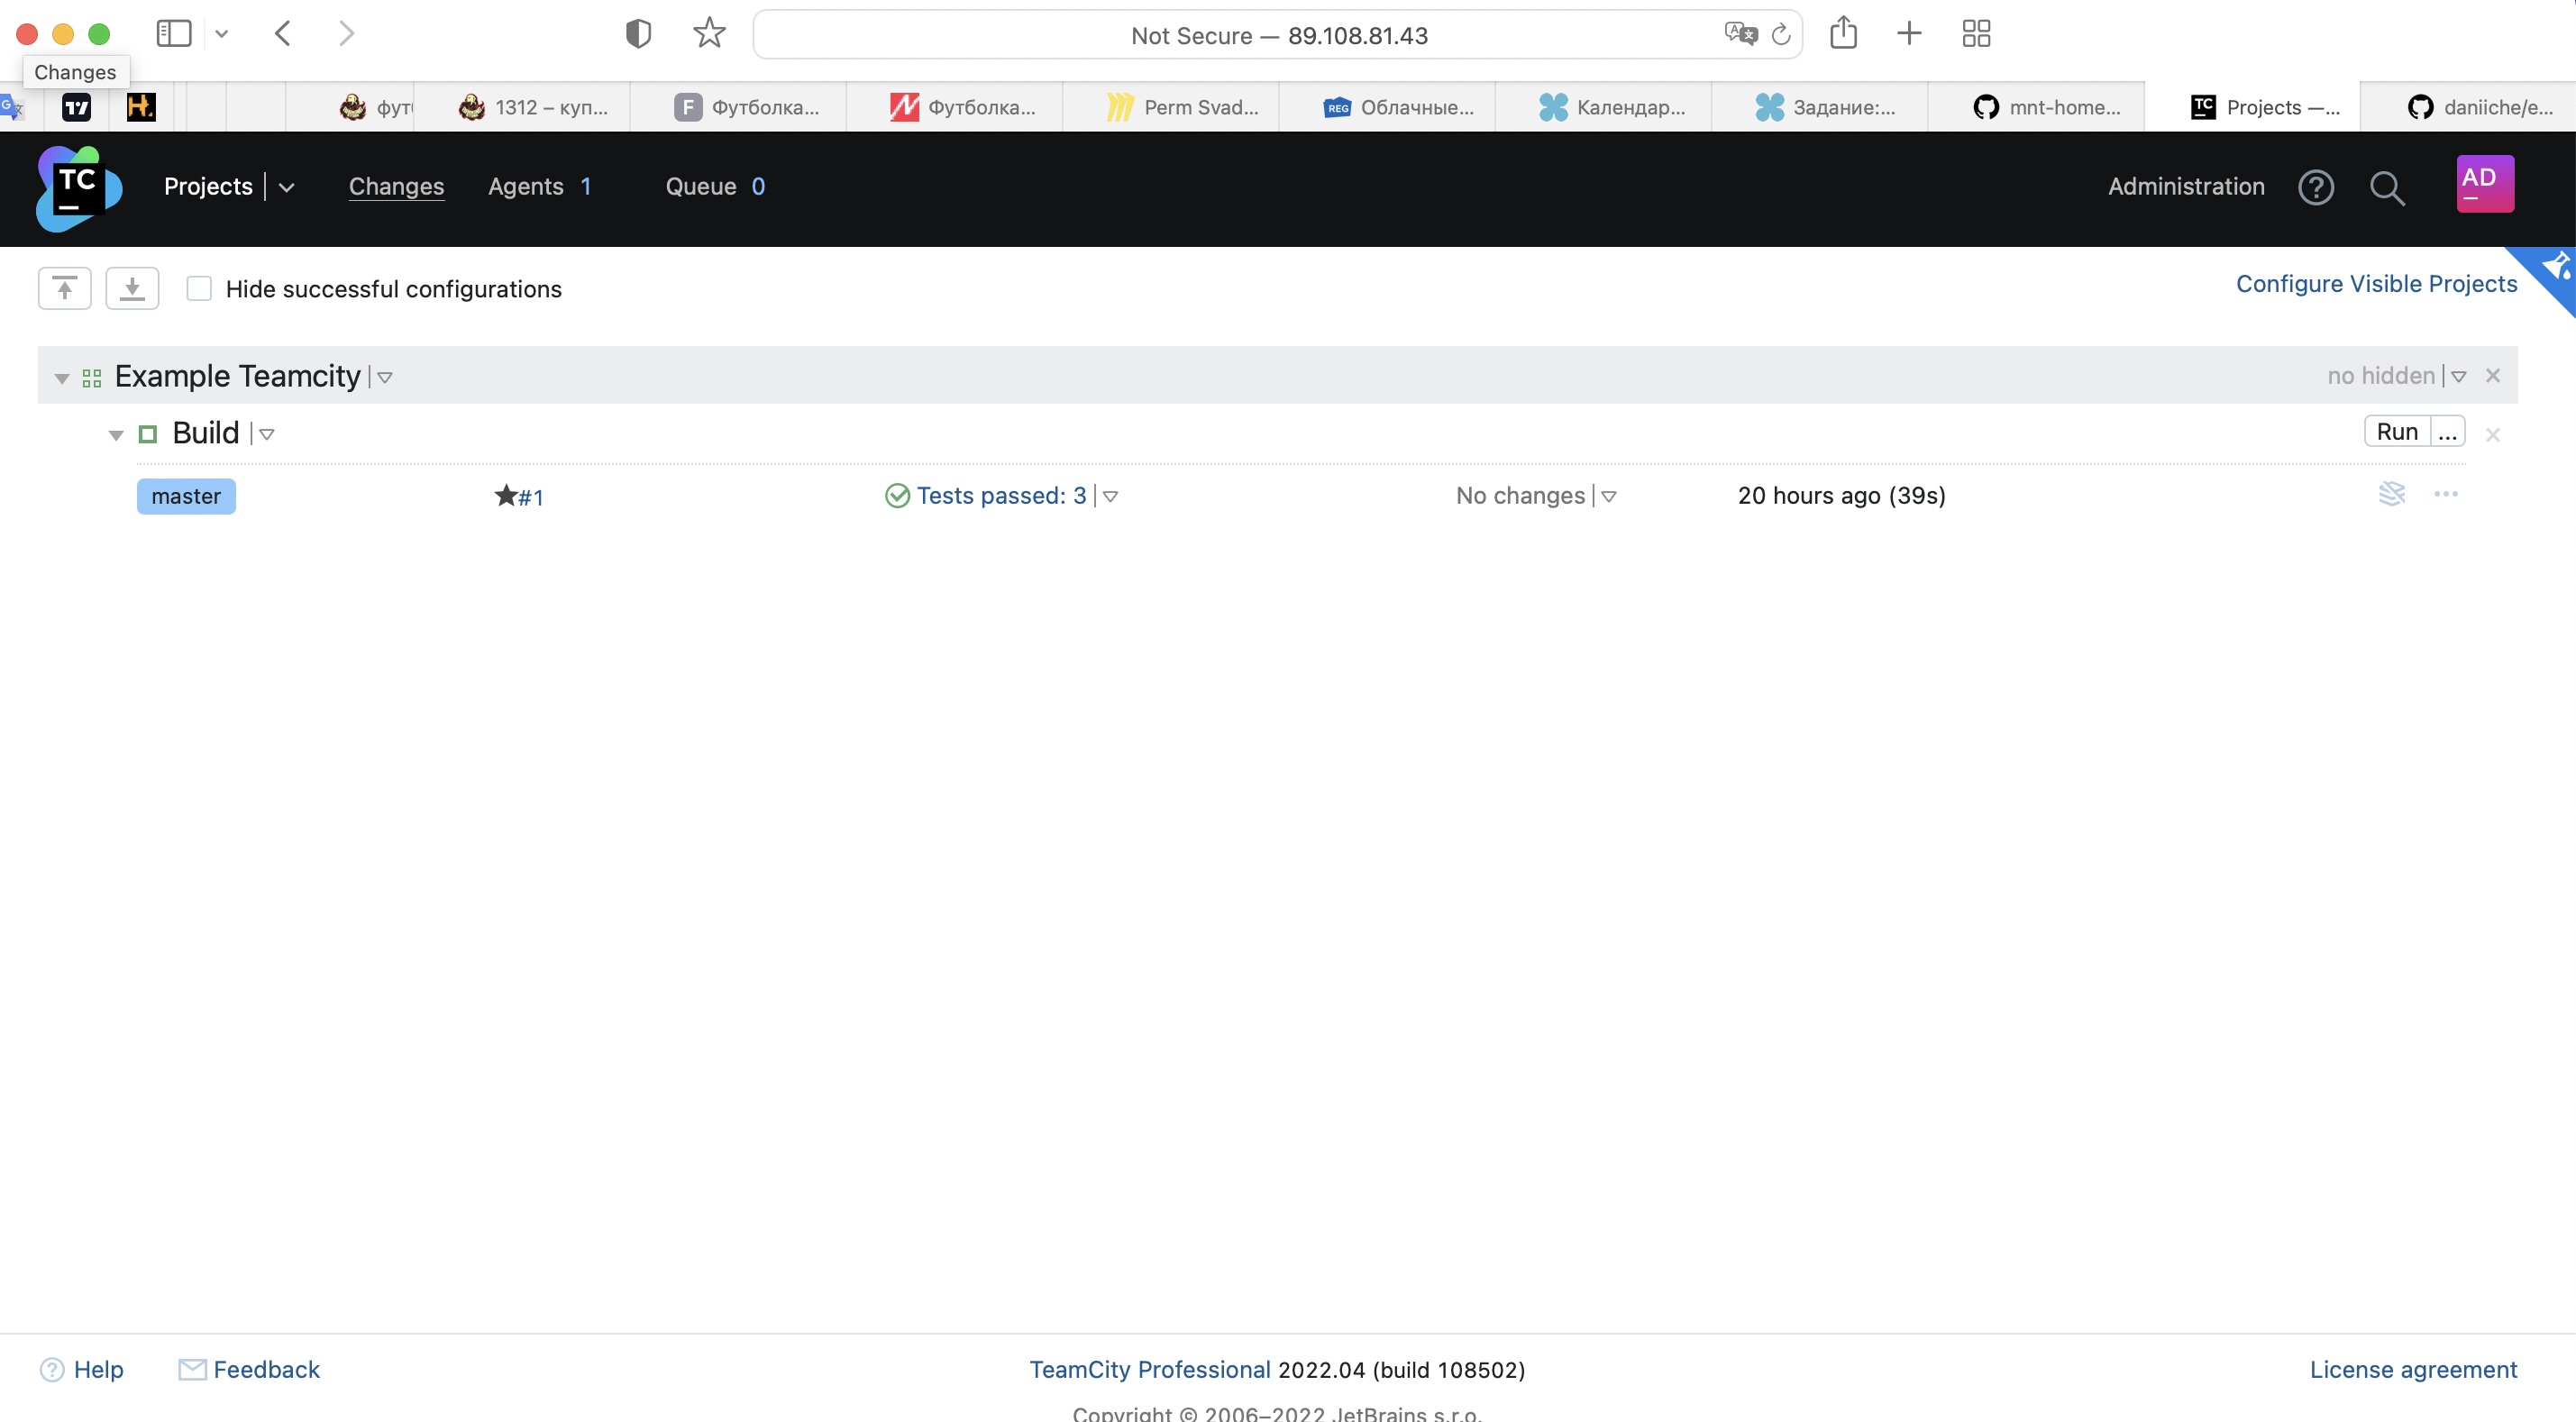 Not Secure — 89.108.81.43
Changes
1312 – куп...
F Футболка...
Футболка...
Perm Svad...
REG Облачные...
Календар...
Задание:...
mnt-home...
TC Projects —...
daniiche/e...
TC
Projects
Changes
Agents 1
Queue 0
Administration
AD
Hide successful configurations
Configure Visible Projects
Example Teamcity
no hidden
Build
Run ...
master
#1
Tests passed: 3
No changes
20 hours ago (39s)
Help
Feedback
TeamCity Professional 2022.04 (build 108502)
License agreement
Copyright © 2006–2022 JetBrains s.r.o.